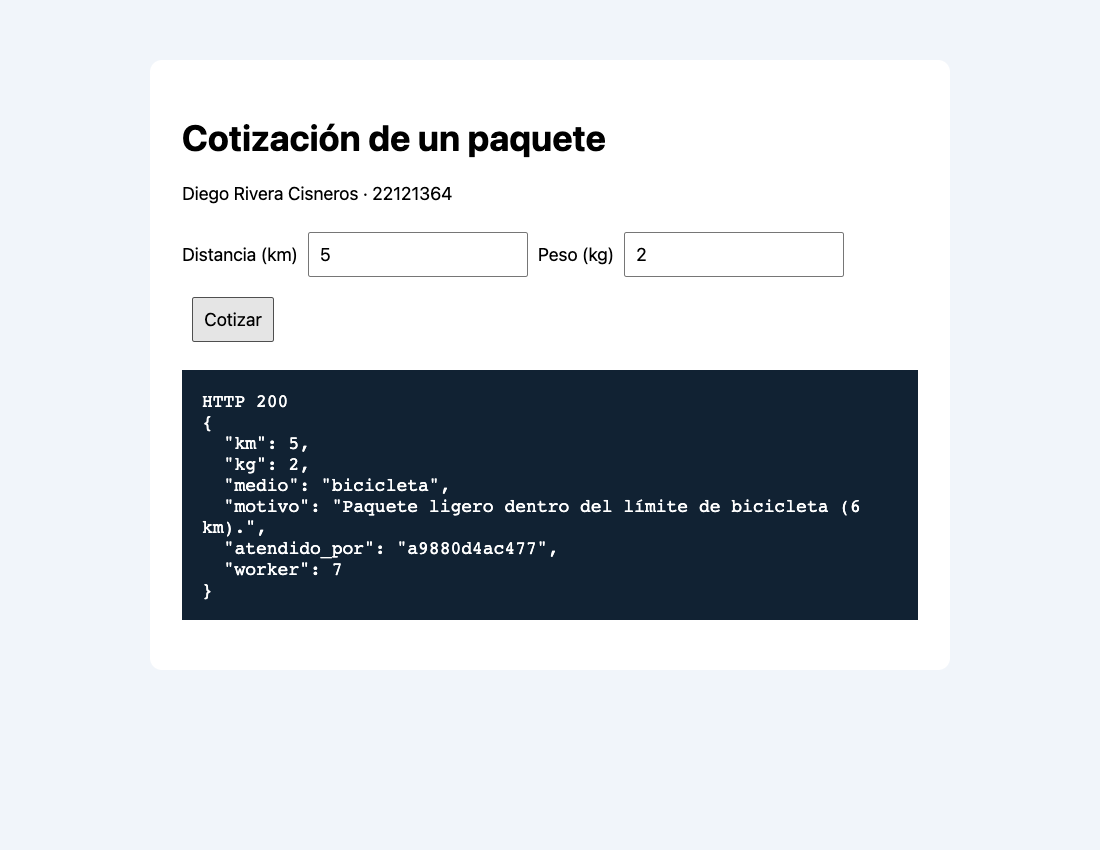 Cotización de un paquete
Diego Rivera Cisneros · 22121364
Distancia (km) 5 Peso (kg) 2
Cotizar
HTTP 200
{
  "km": 5,
  "kg": 2,
  "medio": "bicicleta",
  "motivo": "Paquete ligero dentro del límite de bicicleta (6
km).",
  "atendido_por": "a9880d4ac477",
  "worker": 7
}